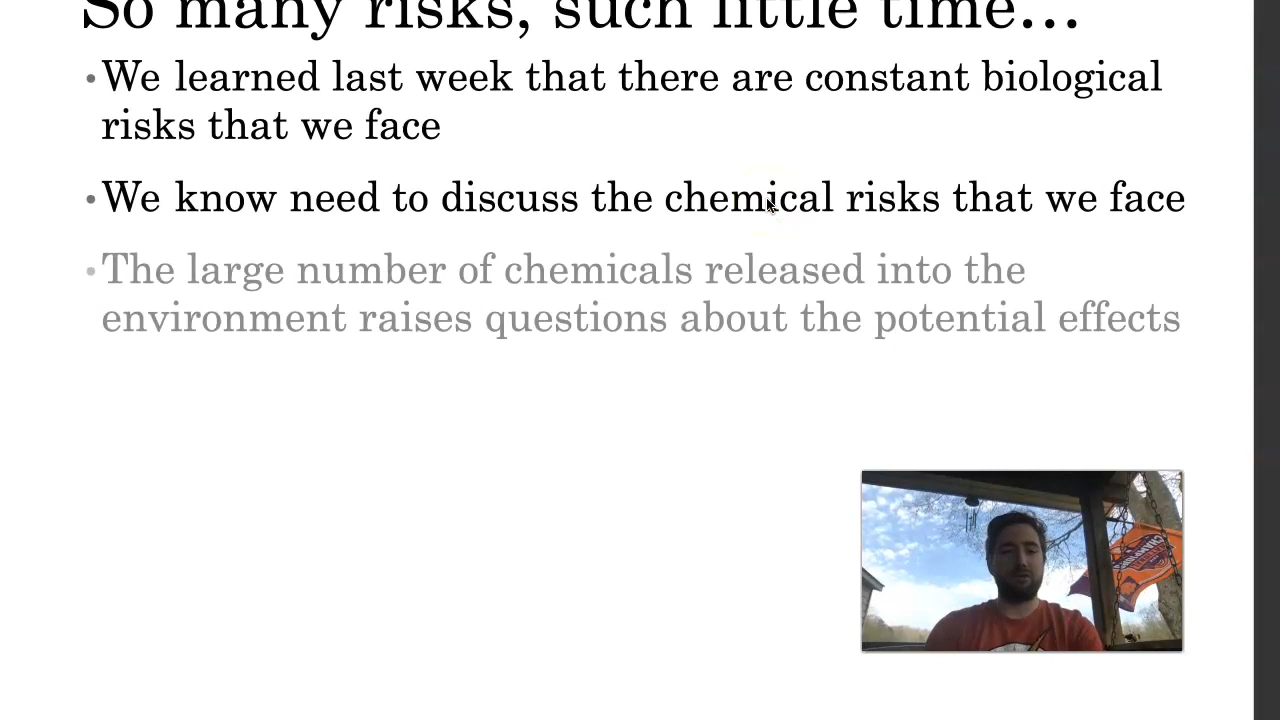 So many risks, such little time...
• We learned last week that there are constant biological
risks that we face
• We know need to discuss the chemical risks that we face
• The large number of chemicals released into the
environment raises questions about the potential effects